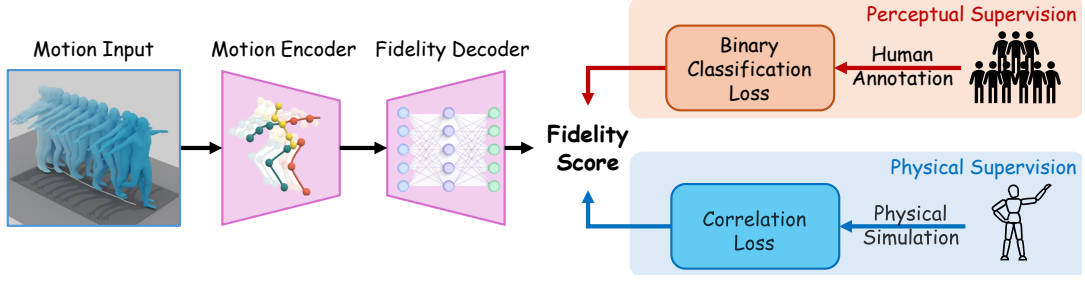 Motion Input
Motion Encoder
Fidelity Decoder
Fidelity
Score
Perceptual Supervision
Binary
Classification
Loss
Human
Annotation
Physical Supervision
Correlation
Loss
Physical
Simulation